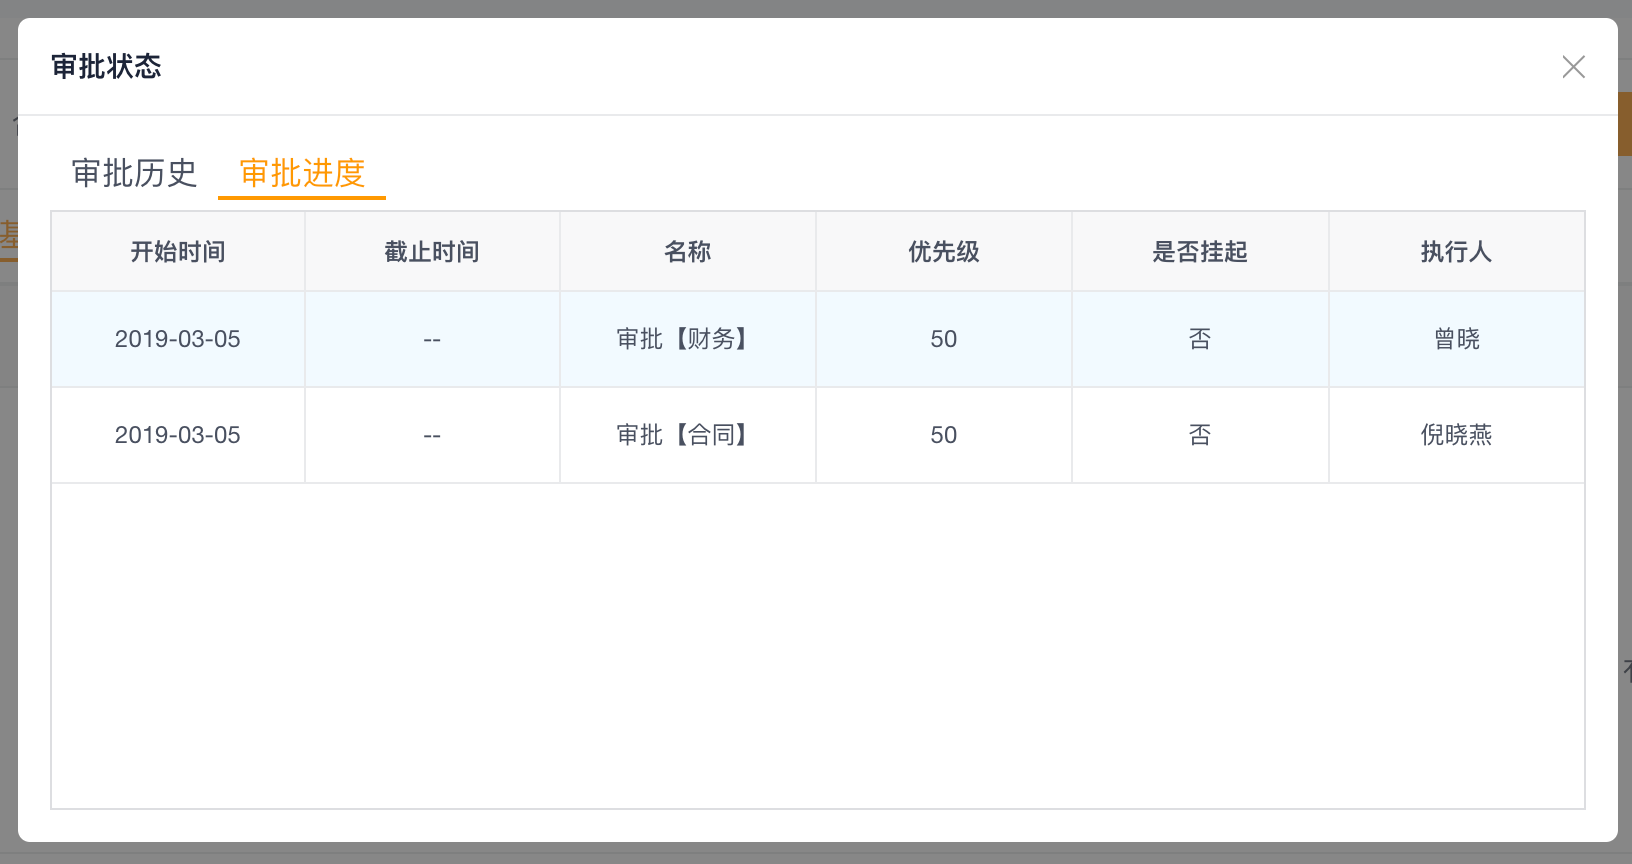 审批状态
审批历史 审批进度
开始时间 截止时间 名称 优先级 是否挂起 执行人
2019-03-05 -- 审批【财务】 50 否 曾晓
2019-03-05 -- 审批【合同】 50 否 倪晓燕